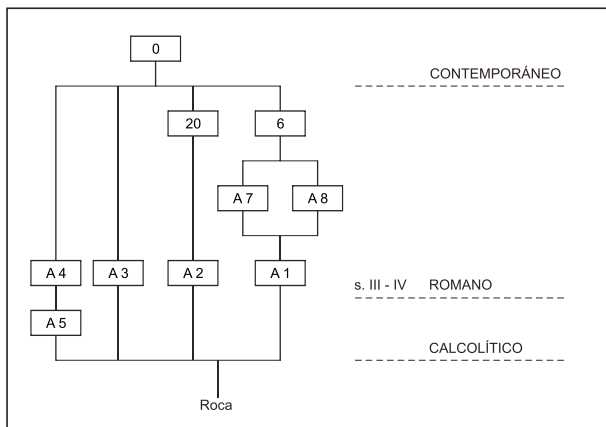 0
CONTEMPORÁNEO
20 6
A 7 A 8
A 4 A 3 A 2 A 1 s. III - IV ROMANO
A 5
CALCOLÍTICO
Roca